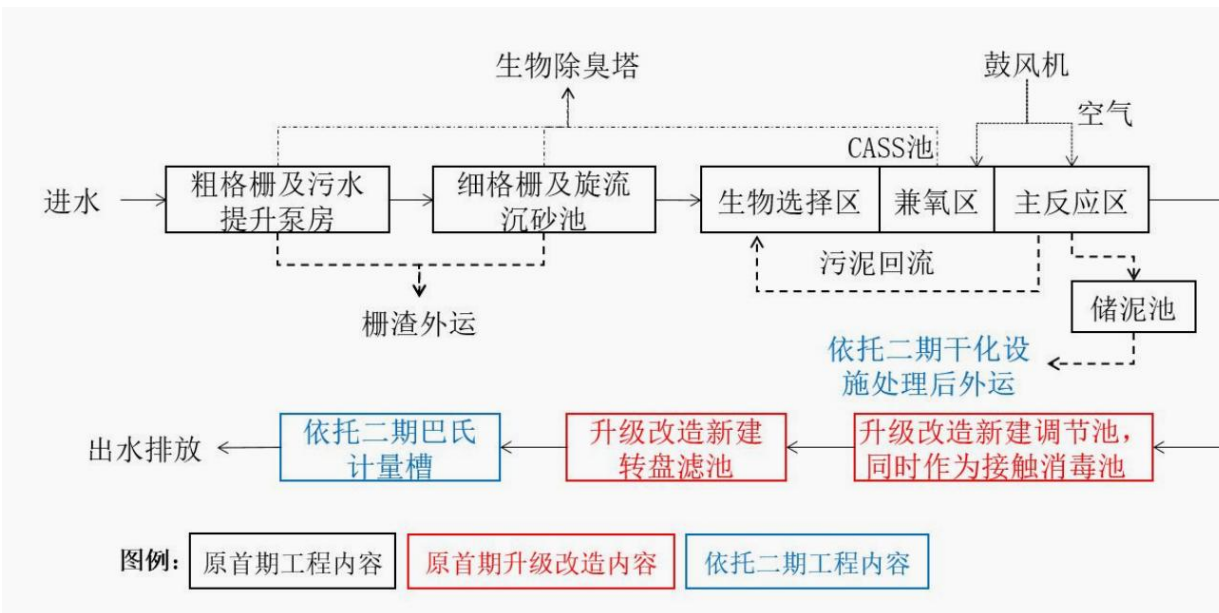 生物除臭塔
鼓风机
空气
CASS池
进水
粗格栅及污水
提升泵房
细格栅及旋流
沉砂池
生物选择区
兼氧区
主反应区
污泥回流
栅渣外运
储泥池
依托二期干化设
施处理后外运
出水排放
依托二期巴氏
计量槽
升级改造新建
转盘滤池
升级改造新建调节池，
同时作为接触消毒池
图例：
原首期工程内容
原首期升级改造内容
依托二期工程内容